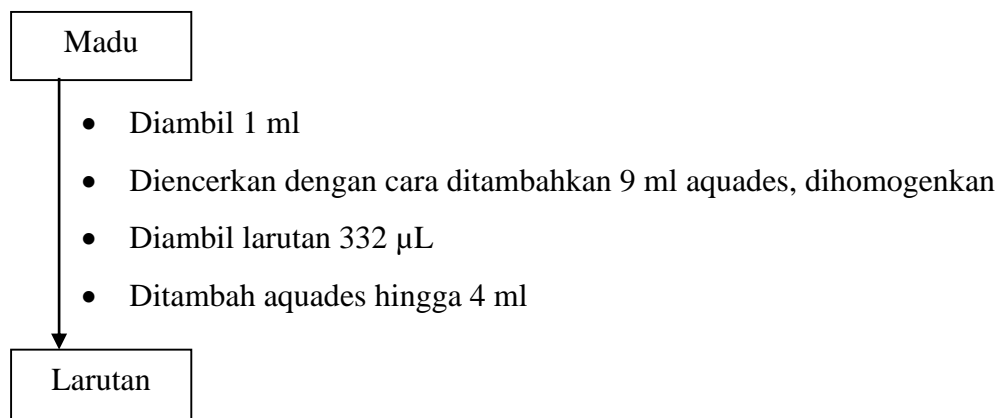 Madu
• Diambil 1 ml
• Diencerkan dengan cara ditambahkan 9 ml aquades, dihomogenkan
• Diambil larutan 332 µL
• Ditambah aquades hingga 4 ml
Larutan